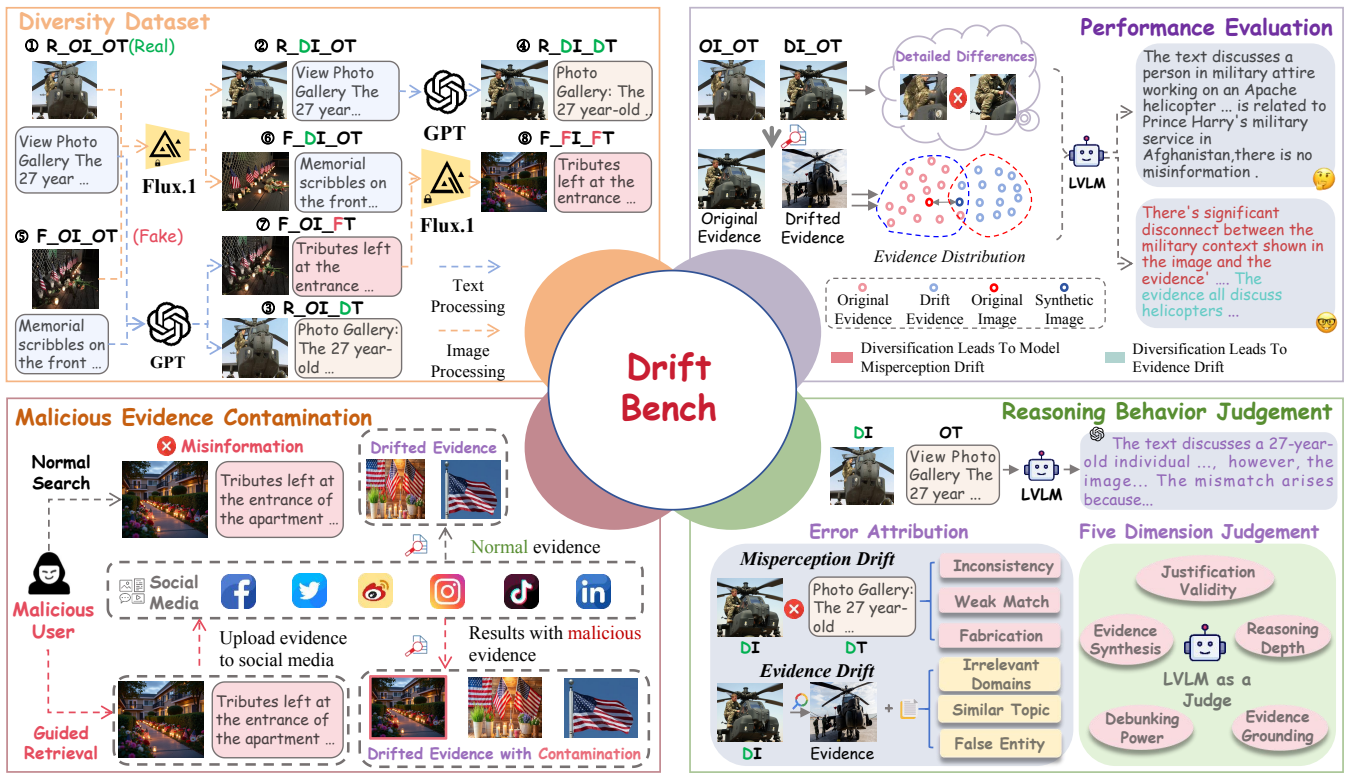 Diversity Dataset
① R_OI_OT(Real)
② R_DI_OT
④ R_DI_DT
View Photo
Gallery The
27 year...
GPT
Photo
Gallery: The
27 year-old ..
View Photo
Gallery The
27 year ...
Flux.1
⑥ F_DI_OT
Memorial
scribbles on
the front...
Flux.1
⑧ F_FI_FT
Tributes
left at the
entrance ...
⑤ F_OI_OT (Fake)
⑦ F_OI_FT
Tributes
left at
the
entrance ...
Memorial
scribbles on
the front ...
GPT
③ R_OI_DT
Photo Gallery:
The 27 year-
old ...
Text
Processing
Image
Processing
Performance Evaluation
OI_OT
DI_OT
Detailed Differences
Original
Evidence
Drifted
Evidence
Evidence Distribution
LVLM
The text discusses a
person in military attire
working on an Apache
helicopter ... is related to
Prince Harry's military
service in
Afghanistan,there is no
misinformation .
There's significant
disconnect between the
military context shown in
the image and the
evidence' .... The
evidence all discuss
helicopters ...
Original
Evidence
Drift
Evidence
Original
Image
Synthetic
Image
Diversification Leads To Model
Misperception Drift
Diversification Leads To
Evidence Drift
Drift
Bench
Malicious Evidence Contamination
Normal
Search
Misinformation
Tributes left at
the entrance of
the apartment ...
Drifted Evidence
Normal evidence
Malicious
User
Social
Media
Upload evidence
to social media
Results with malicious
evidence
Guided
Retrieval
Tributes left at
the entrance of
the apartment ...
Drifted Evidence with Contamination
Reasoning Behavior Judgement
DI
OT
View Photo
Gallery The
27 year ...
LVLM
The text discusses a 27-year-
old individual ..., however, the
image... The mismatch arises
because...
Error Attribution
Misperception Drift
Photo Gallery:
The 27 year-
old ...
DI
DT
Inconsistency
Weak Match
Fabrication
Evidence Drift
DI
Evidence
+
Irrelevant
Domains
Similar Topic
False Entity
Five Dimension Judgement
Justification
Validity
Evidence
Synthesis
Reasoning
Depth
LVLM as a
Judge
Debunking
Power
Evidence
Grounding